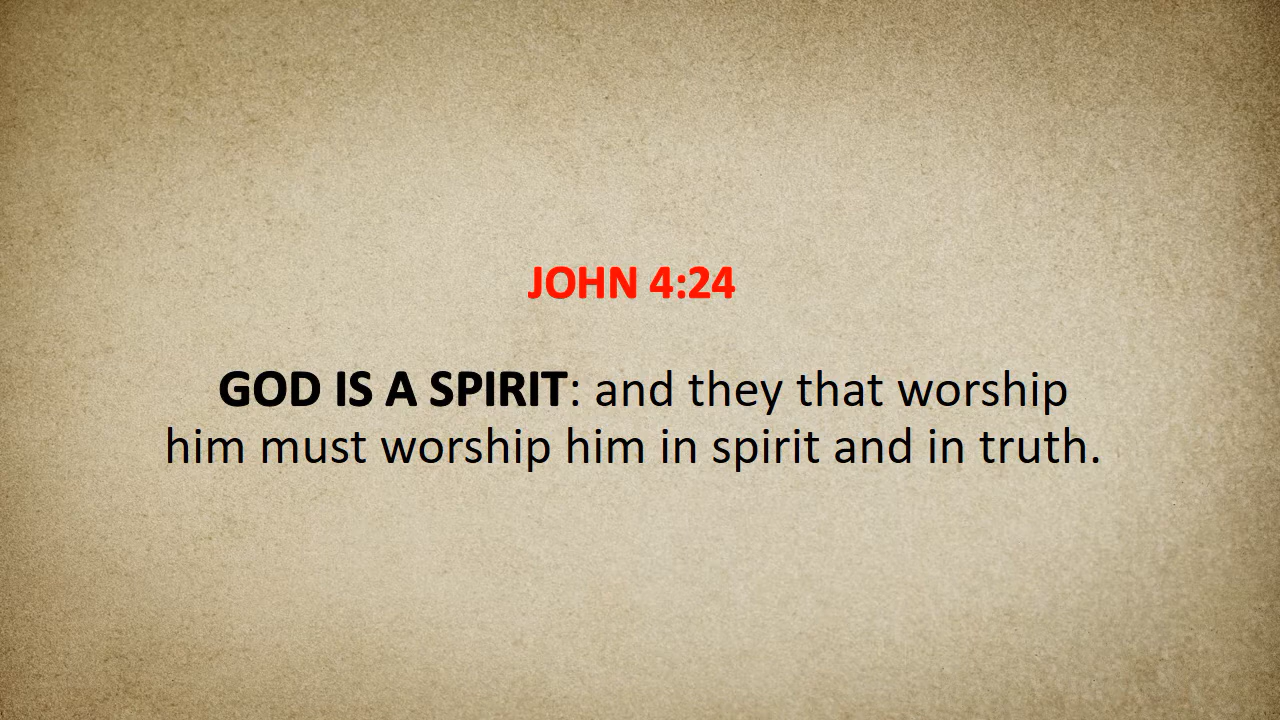 JOHN 4:24
GOD IS A SPIRIT: and they that worship
him must worship him in spirit and in truth.